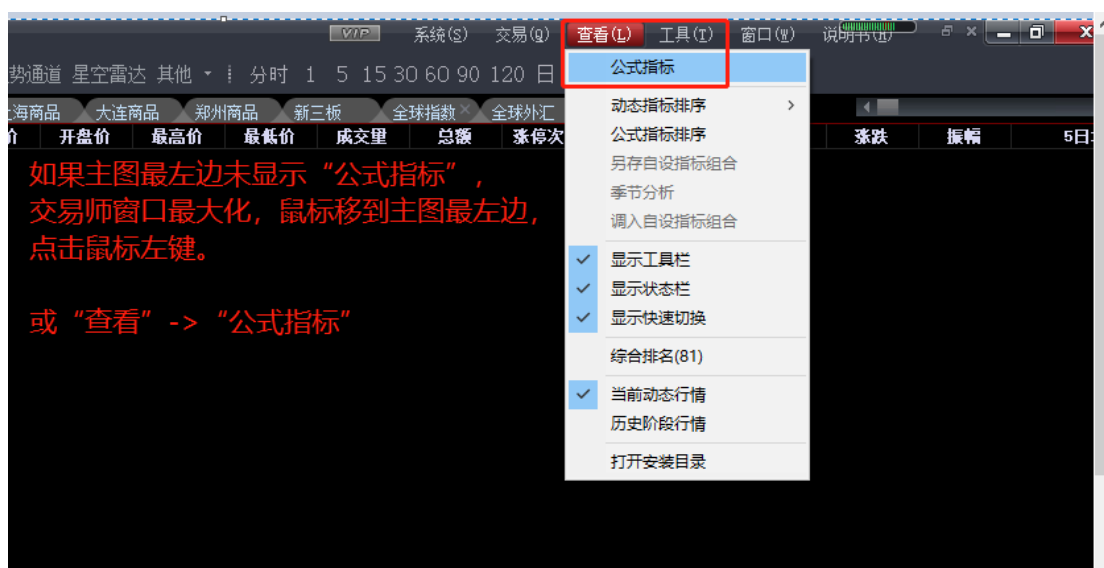 VIP 系统(S) 交易(Q) 查看(L) 工具(I) 窗口(W)
势通道 星空雷达 其他 分时 1 5 15 30 60 90 120 日
上海商品 大连商品 郑州商品 新三板 全球指数 全球外汇
价 开盘价 最高价 最低价 成交量 总额 涨停次 涨跌 振幅 5日
公式指标
动态指标排序
公式指标排序
另存自设指标组合
季节分析
调入自设指标组合
显示工具栏
显示状态栏
显示快速切换
综合排名(81)
当前动态行情
历史阶段行情
打开安装目录
如果主图最左边未显示“公式指标”，
交易师窗口最大化，鼠标移到主图最左边，
点击鼠标左键。
或“查看”->“公式指标”